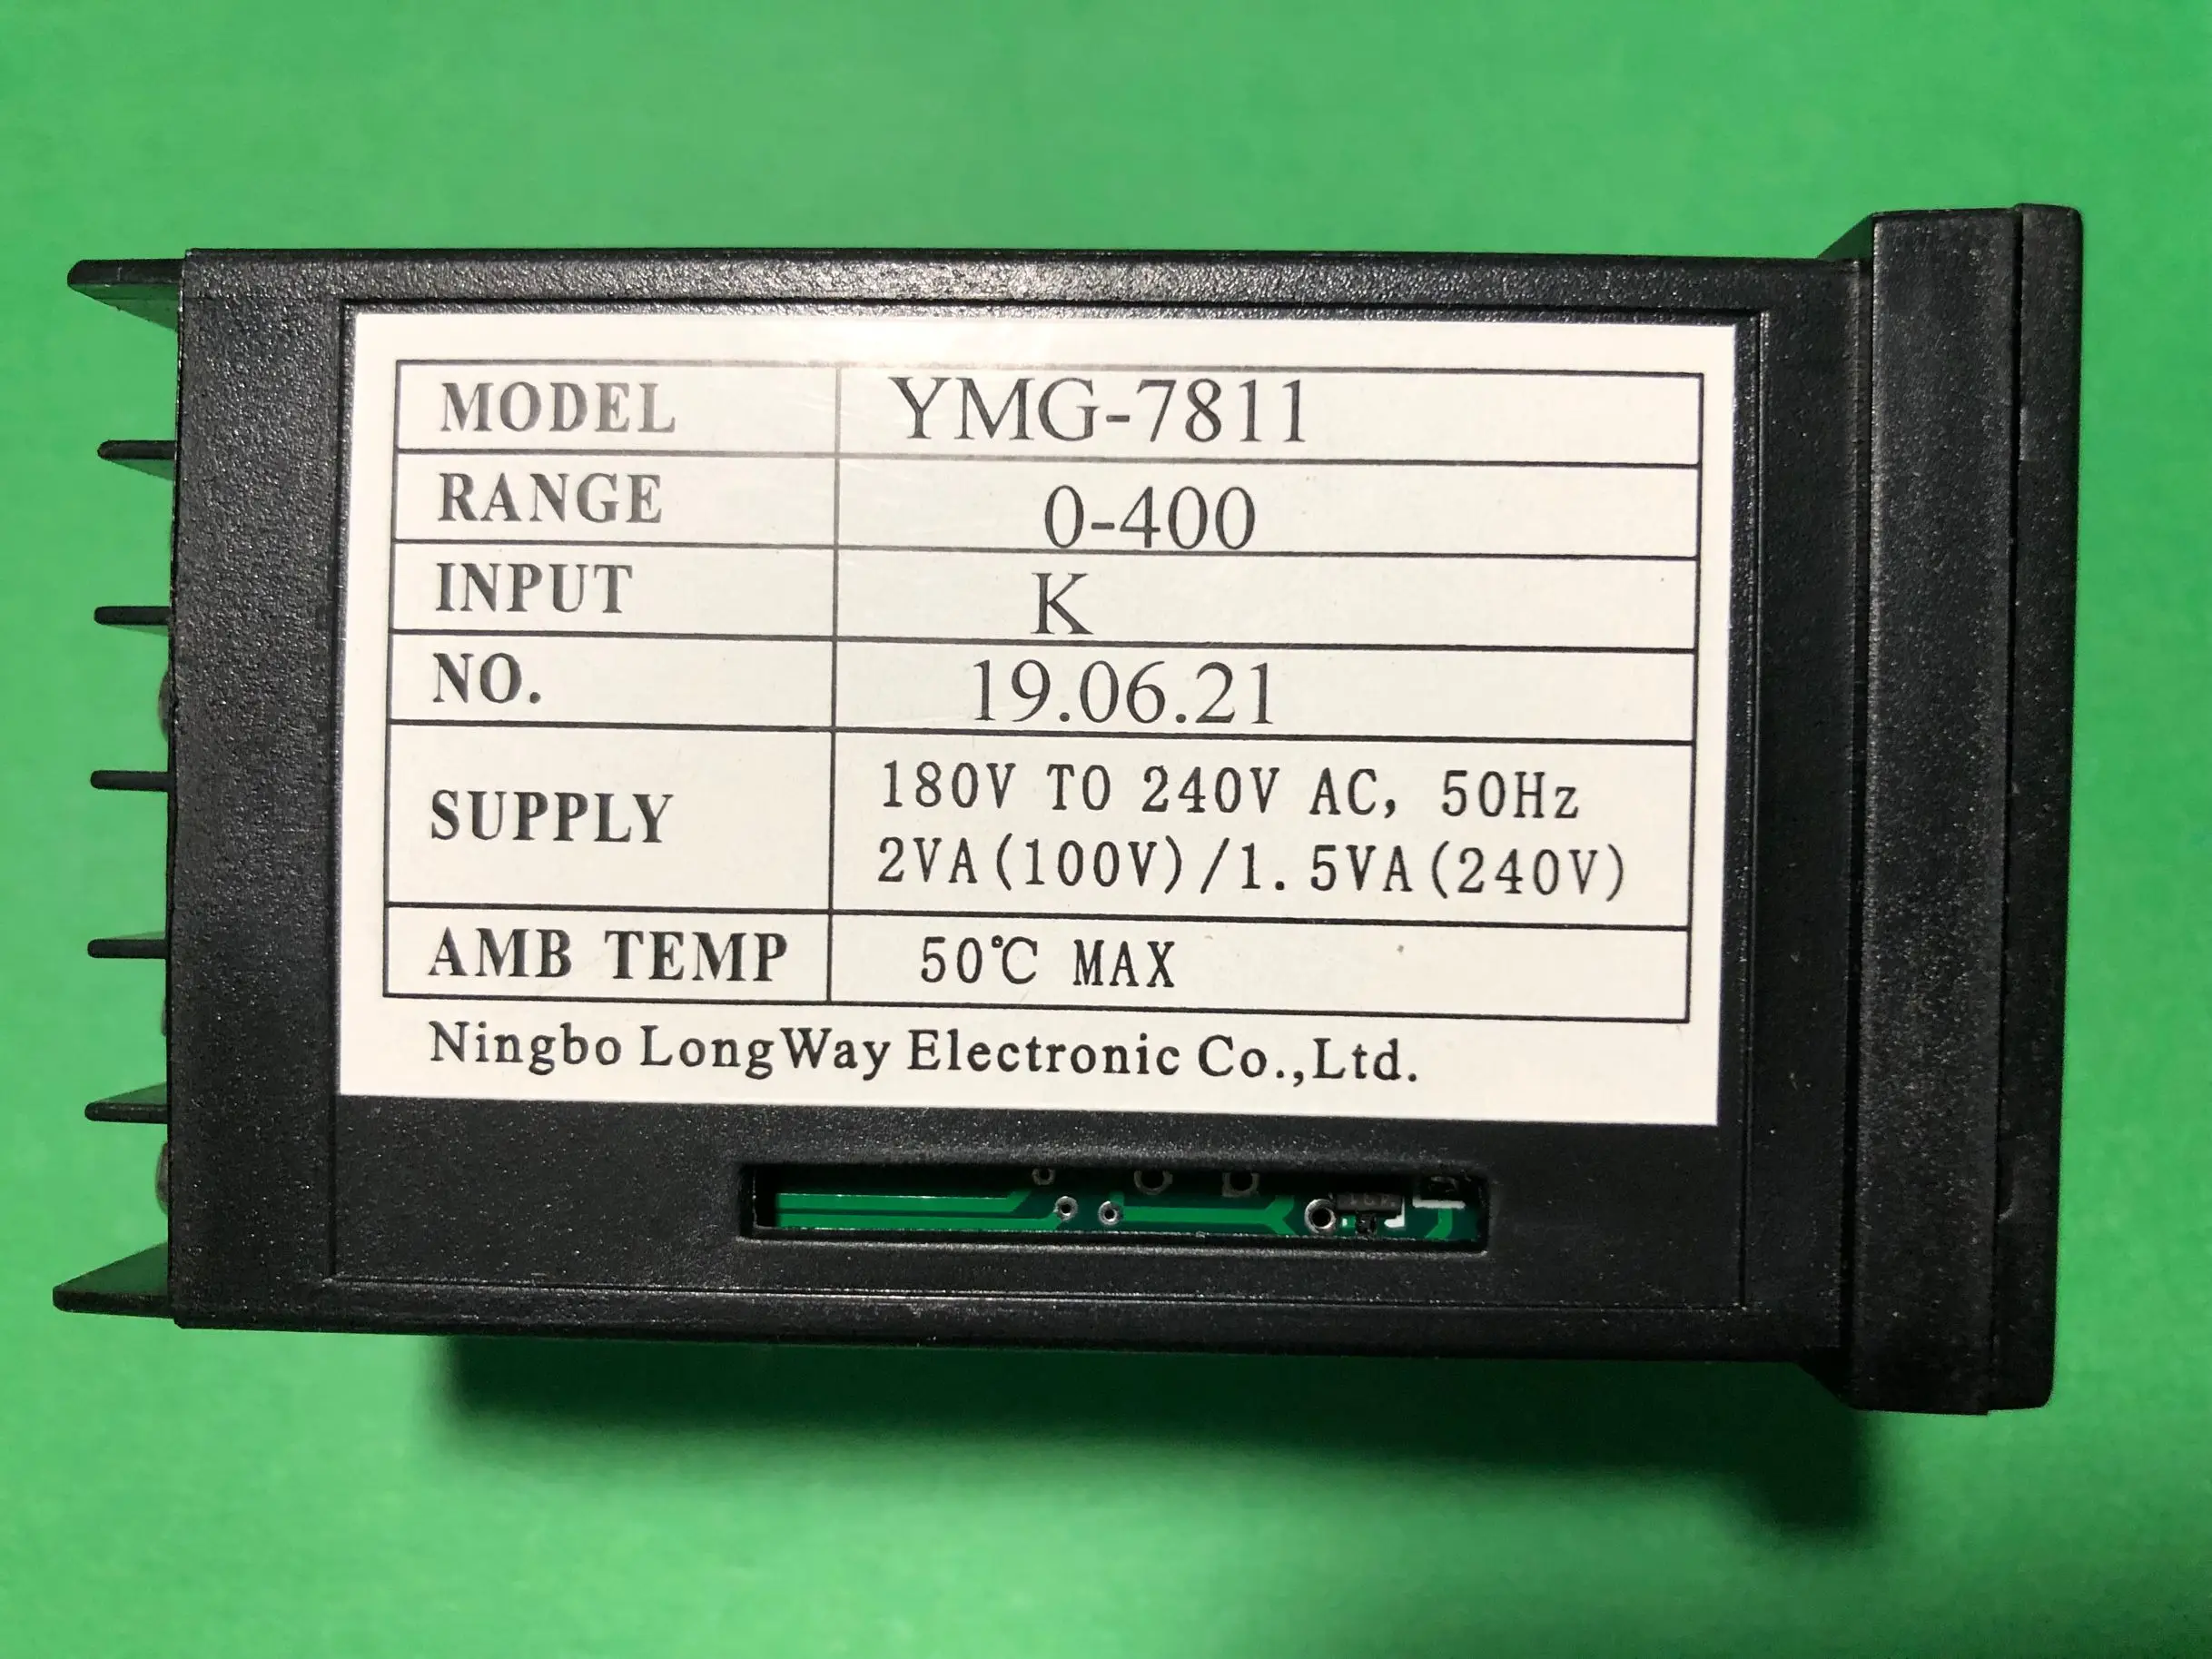 MODEL YMG-7811
RANGE 0-400
INPUT K
NO. 19.06.21
SUPPLY 180V TO 240V AC, 50Hz
2VA(100V)/1.5VA(240V)
AMB TEMP 50℃ MAX
Ningbo LongWay Electronic Co.,Ltd.